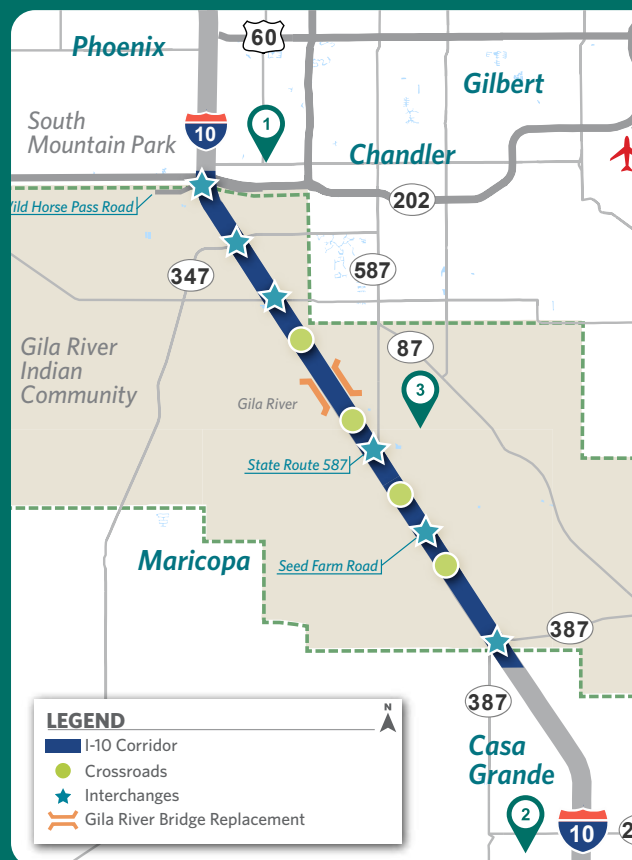 60
Phoenix
Gilbert
South
Mountain Park
10
1
Chandler
202
ild Horse Pass Road
347
587
Gila River
Indian
Community
87
3
Gila River
State Route 587
Maricopa
Seed Farm Road
387
387
LEGEND
N
I-10 Corridor
Crossroads
Interchanges
Gila River Bridge Replacement
Casa
Grande
2
10
2